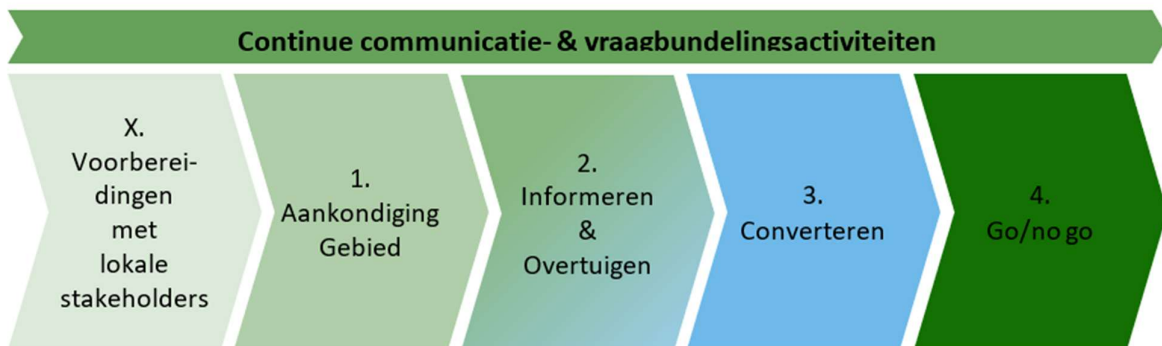 Continue communicatie- & vraagbundelingsactiviteiten
X.
Voorberei-
dingen
met
lokale
stakeholders
1.
Aankondiging
Gebied
2.
Informeren
&
Overtuigen
3.
Converteren
4.
Go/no go